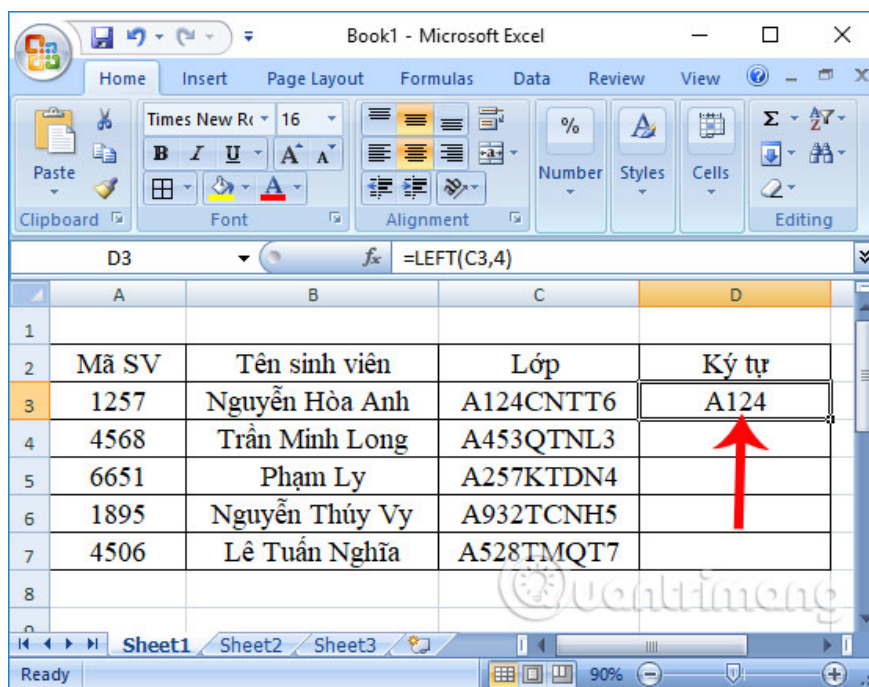 Book1 - Microsoft Excel
Home Insert Page Layout Formulas Data Review View
Times New Ro 16
B I U A A
Paste % Number Styles Cells
Clipboard Font Alignment Editing
D3 fx =LEFT(C3,4)
A B C D
1
2 Mã SV Tên sinh viên Lớp Ký tự
3 1257 Nguyễn Hòa Anh A124CNTT6 A124
4 4568 Trần Minh Long A453QTNL3
5 6651 Phạm Ly A257KTDN4
6 1895 Nguyễn Thúy Vy A932TCNH5
7 4506 Lê Tuấn Nghĩa A528TMQT7
8
Quantrimang
Sheet1 Sheet2 Sheet3
Ready 90%